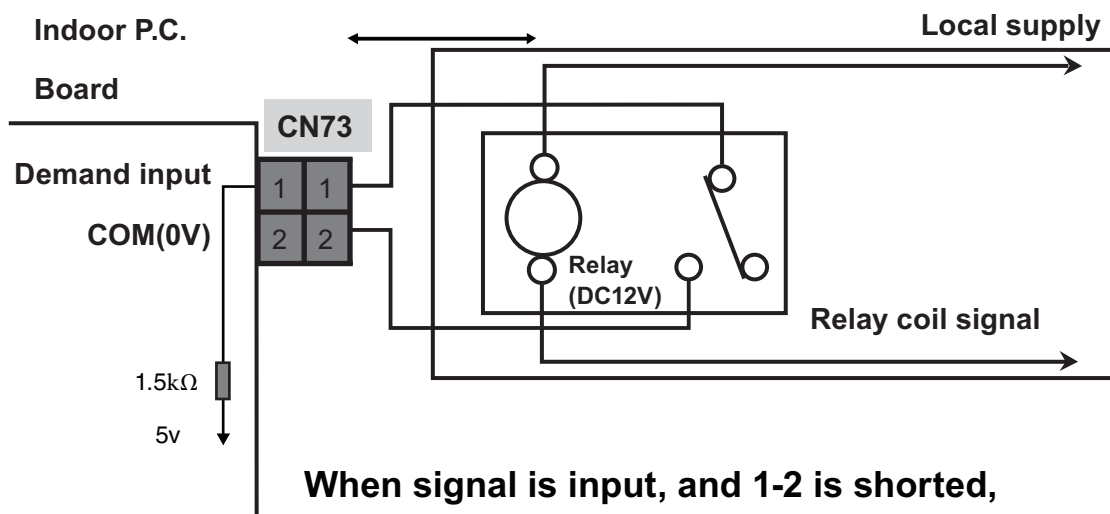 Indoor P.C.
Board
Local supply
CN73
Demand input
COM(0V)
1 1
2 2
Relay
(DC12V)
Relay coil signal
1.5kΩ
5v
When signal is input, and 1-2 is shorted,